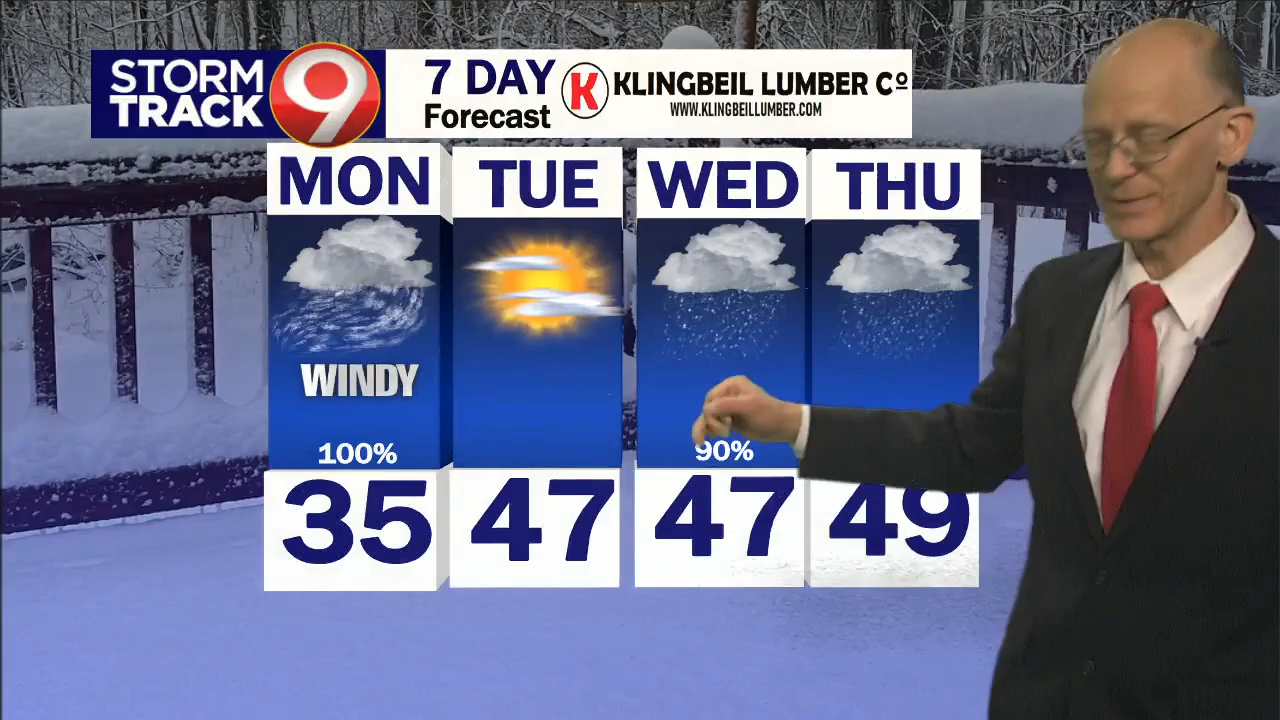 STORM
TRACK 9
7 DAY
Forecast
K KLINGBEIL LUMBER Cº
WWW.KLINGBEILLUMBER.COM
MON TUE WED THU
WINDY
100% 90%
35 47 47 49